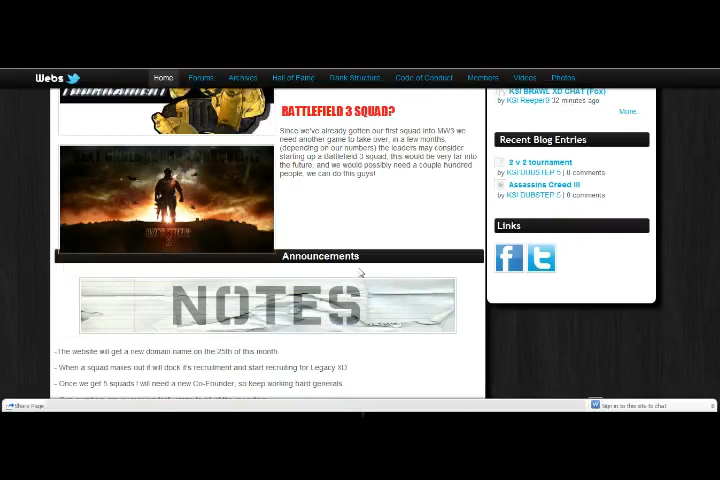 Webs
Home Forums Archives Hall of Fame Rank Structure. Code of Conduct Members Videos Photos
TOURNAMENT
BATTLEFIELD 3 SQUAD?
Since we've already gotten our first squad into MW3 we
need another game to take over, in a few months,
(depending on our numbers) the leaders may consider
starting up a Battlefield 3 squad, this would be very far into
the future, and we would possibly need a couple hundred
people, we can do this guys!
Announcements
NOTES
-The website will get a new domain name on the 25th of this month
- When a squad makes out it will dock it's recruitment and start recruiting for Legacy XD
- Once we get 5 squads I will need a new Co-Founder, so keep working hard generals
KSI BRAWL XD CHAT (Fox)
by KSI Reeper9 32 minutes ago
More..
Recent Blog Entries
2 v 2 tournament
by KSI DUBSTEP 5 | 0 comments
Assassins Creed III
by KSI DUBSTEP 5 | 0 comments
Links
f t
Share Page
W Sign in to this site to chat